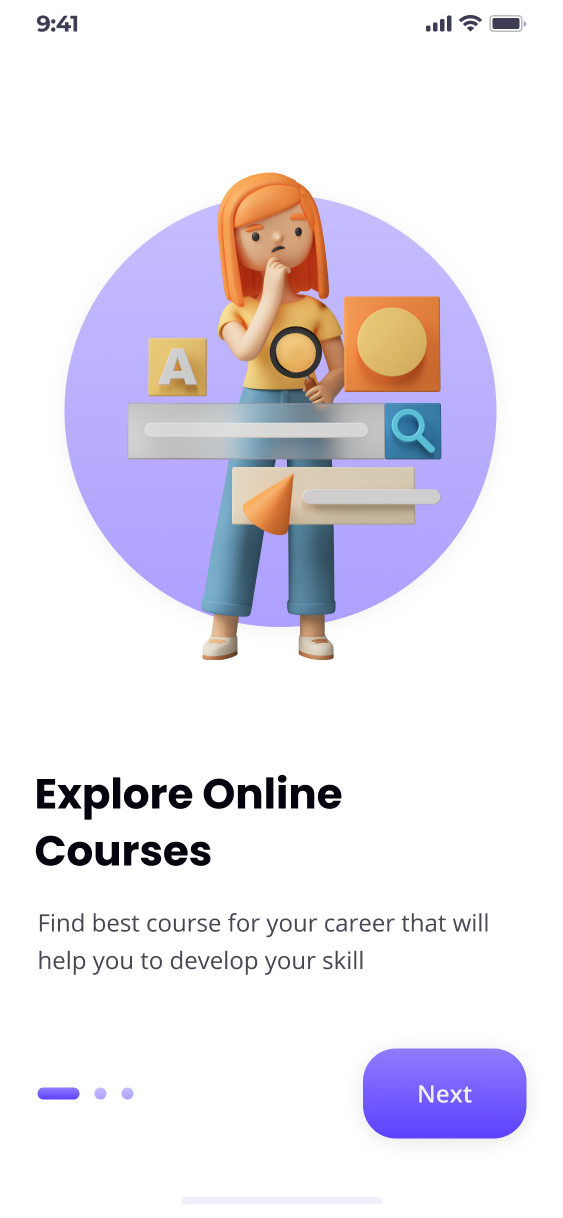 9:41
A
Explore Online
Courses
Find best course for your career that will
help you to develop your skill
Next